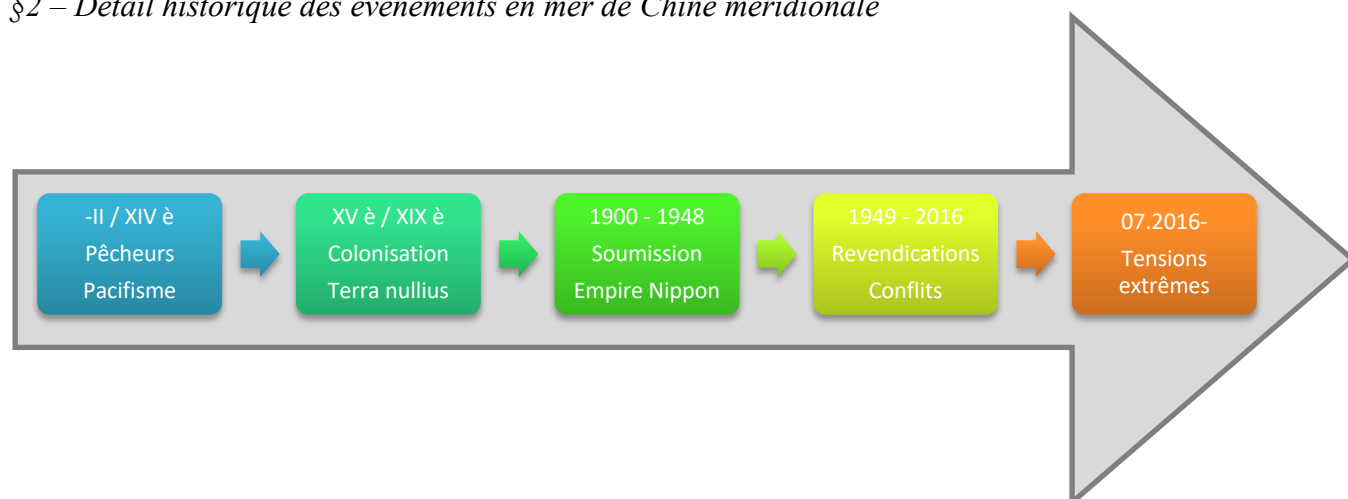 §2 – Détail historique des événements en mer de Chine méridionale
-II / XIV è
Pêcheurs
Pacifisme
XV è / XIX è
Colonisation
Terra nullius
1900 - 1948
Soumission
Empire Nippon
1949 - 2016
Revendications
Conflits
07.2016-
Tensions
extrêmes